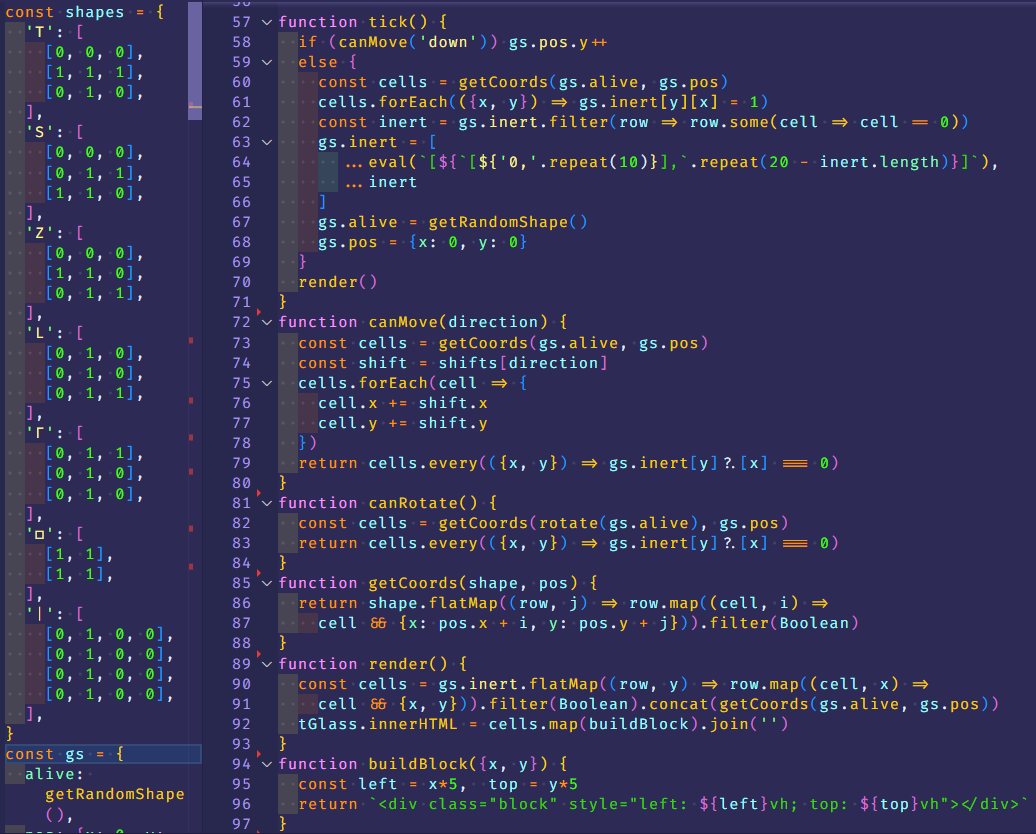 const shapes = {
'T': [
[0, 0, 0],
[1, 1, 1],
[0, 1, 0],
],
'S': [
[0, 0, 0],
[0, 1, 1],
[1, 1, 0],
],
'Z': [
[0, 0, 0],
[1, 1, 0],
[0, 1, 1],
],
'L': [
[0, 1, 0],
[0, 1, 0],
[0, 1, 1],
],
'Г': [
[0, 1, 1],
[0, 1, 0],
[0, 1, 0],
],
'□': [
[1, 1],
[1, 1],
],
'|': [
[0, 1, 0, 0],
[0, 1, 0, 0],
[0, 1, 0, 0],
[0, 1, 0, 0],
],
}
const gs = {
alive:
getRandomShape
(),
57 function tick() {
58 if (canMove('down')) gs.pos.y++
59 else {
60 const cells = getCoords(gs.alive, gs.pos)
61 cells.forEach(({x, y}) => gs.inert[y][x] = 1)
62 const inert = gs.inert.filter(row => row.some(cell => cell == 0))
63 gs.inert = [
64 ...eval(`[${`[${'0,'.repeat(10)}],`.repeat(20 - inert.length)}]`),
65 ...inert
66 ]
67 gs.alive = getRandomShape()
68 gs.pos = {x: 0, y: 0}
69 }
70 render()
71 }
72 function canMove(direction) {
73 const cells = getCoords(gs.alive, gs.pos)
74 const shift = shifts[direction]
75 cells.forEach(cell => {
76 cell.x += shift.x
77 cell.y += shift.y
78 })
79 return cells.every(({x, y}) => gs.inert[y]?.[x] === 0)
80 }
81 function canRotate() {
82 const cells = getCoords(rotate(gs.alive), gs.pos)
83 return cells.every(({x, y}) => gs.inert[y]?.[x] === 0)
84 }
85 function getCoords(shape, pos) {
86 return shape.flatMap((row, j) => row.map((cell, i) =>
87 cell && {x: pos.x + i, y: pos.y + j})).filter(Boolean)
88 }
89 function render() {
90 const cells = gs.inert.flatMap((row, y) => row.map((cell, x) =>
91 cell && {x, y})).filter(Boolean).concat(getCoords(gs.alive, gs.pos))
92 tGlass.innerHTML = cells.map(buildBlock).join('')
93 }
94 function buildBlock({x, y}) {
95 const left = x*5, top = y*5
96 return `<div class="block" style="left: ${left}vh; top: ${top}vh"></div>`
97 }